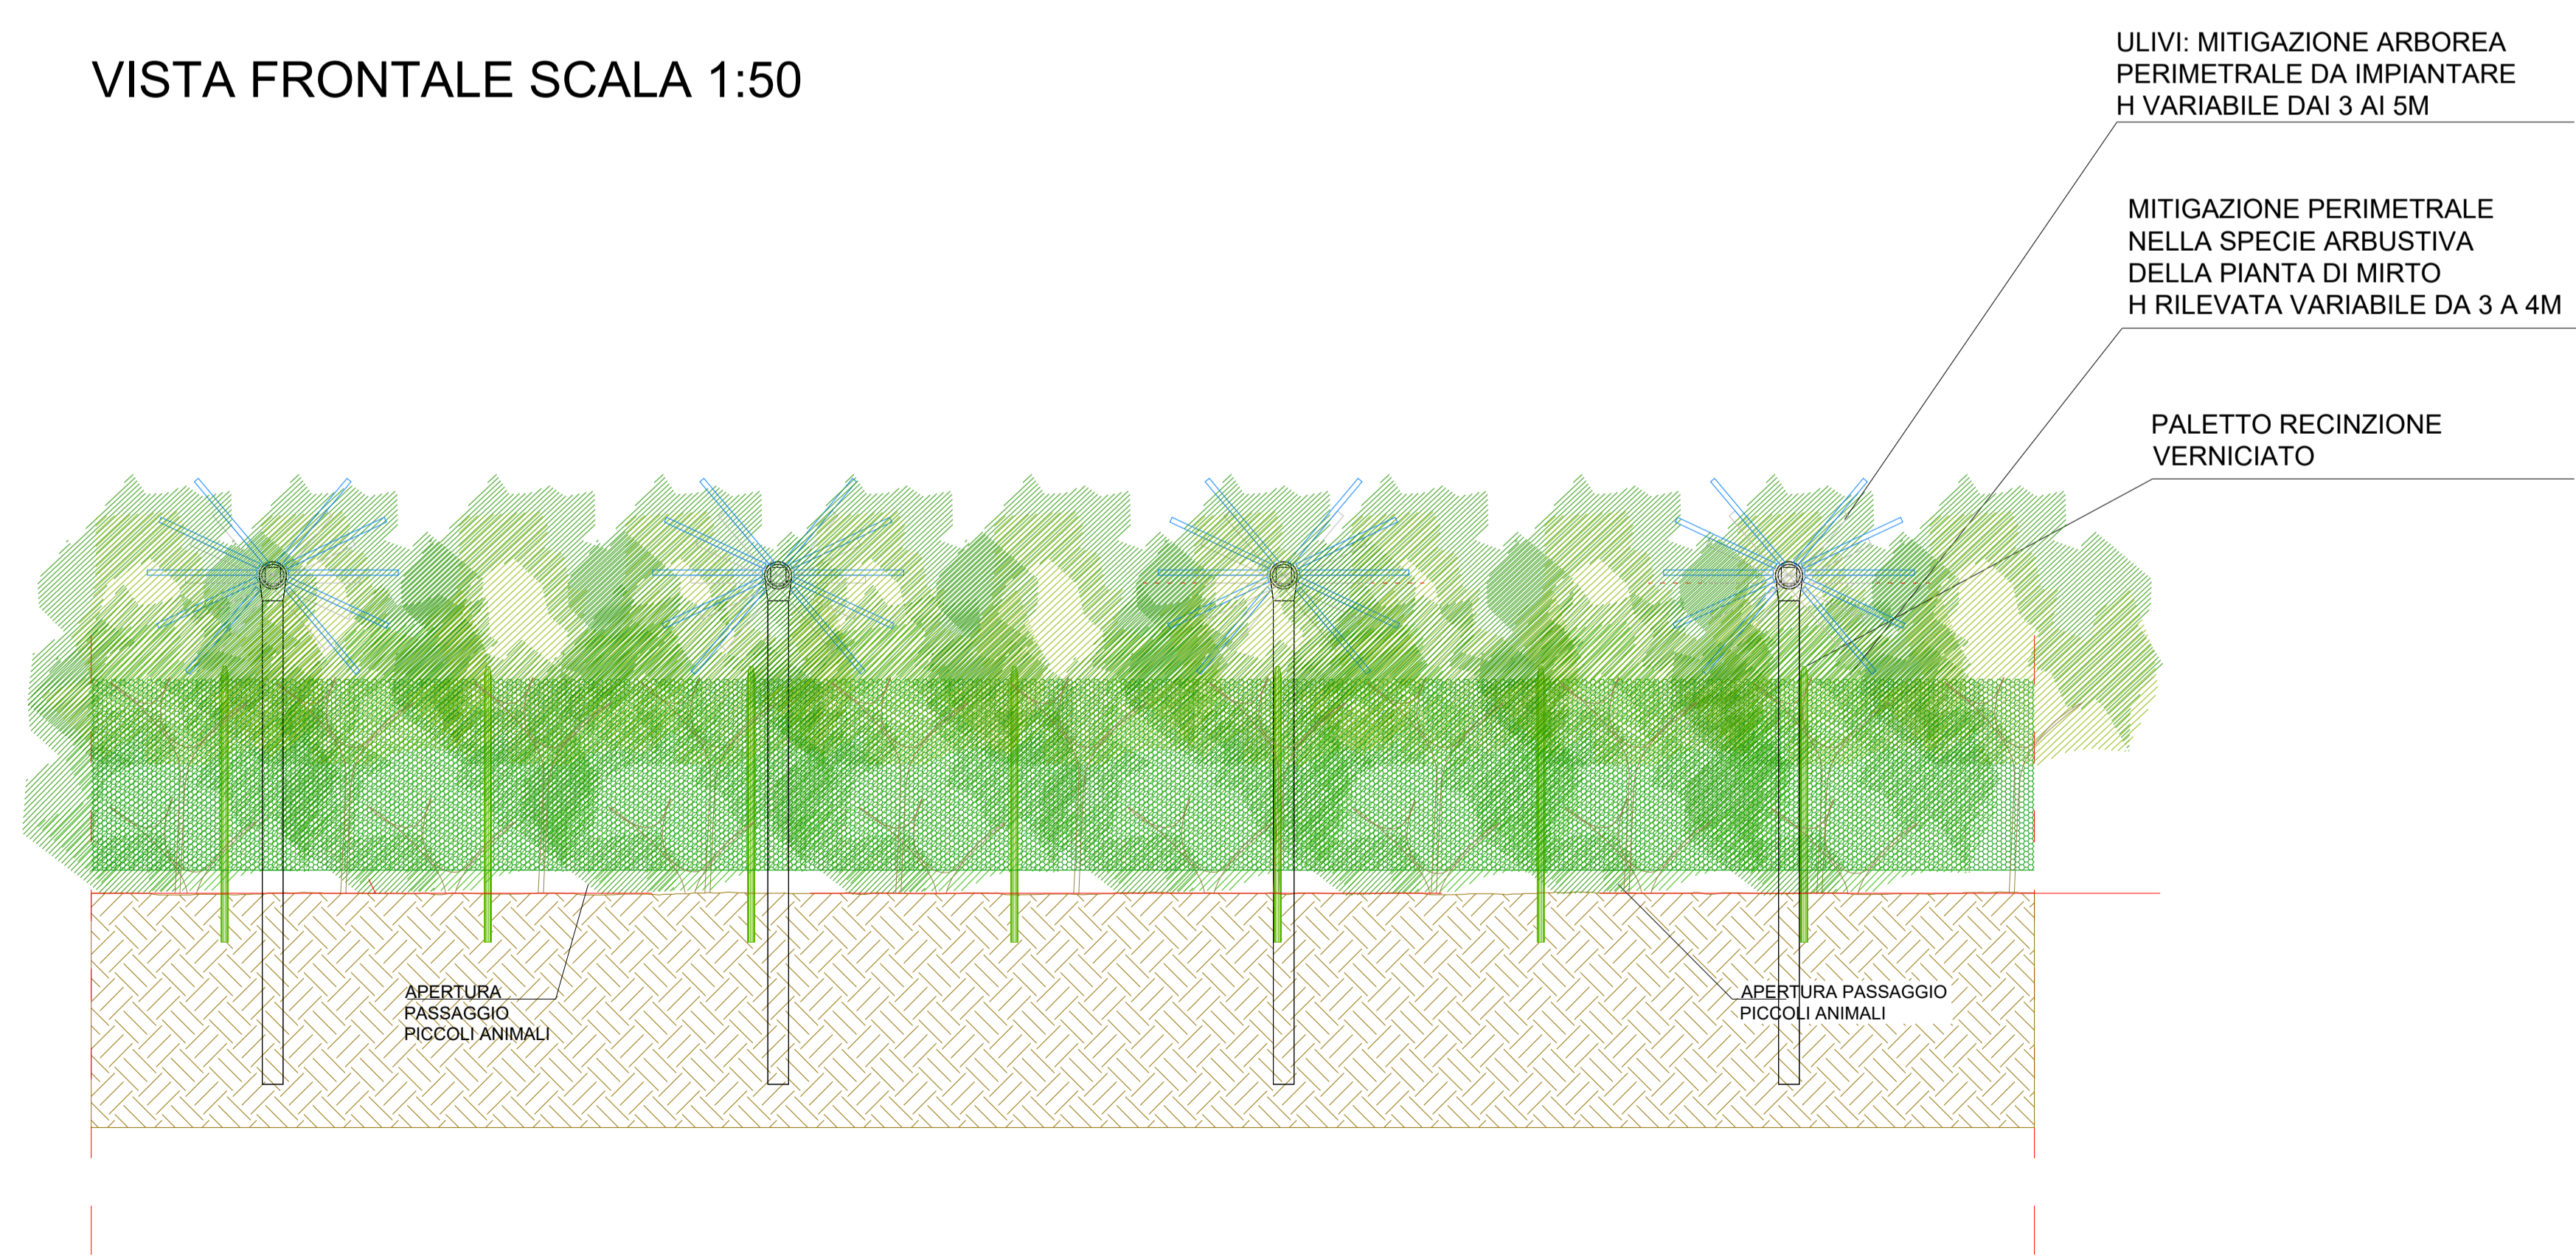 VISTA FRONTALE SCALA 1:50
ULIVI: MITIGAZIONE ARBOREA
PERIMETRALE DA IMPIANTARE
H VARIABILE DAI 3 AI 5M
MITIGAZIONE PERIMETRALE
NELLA SPECIE ARBUSTIVA
DELLA PIANTA DI MIRTO
H RILEVATA VARIABILE DA 3 A 4M
PALETTO RECINZIONE
VERNICIATO
APERTURA
PASSAGGIO
PICCOLI ANIMALI
APERTURA PASSAGGIO
PICCOLI ANIMALI